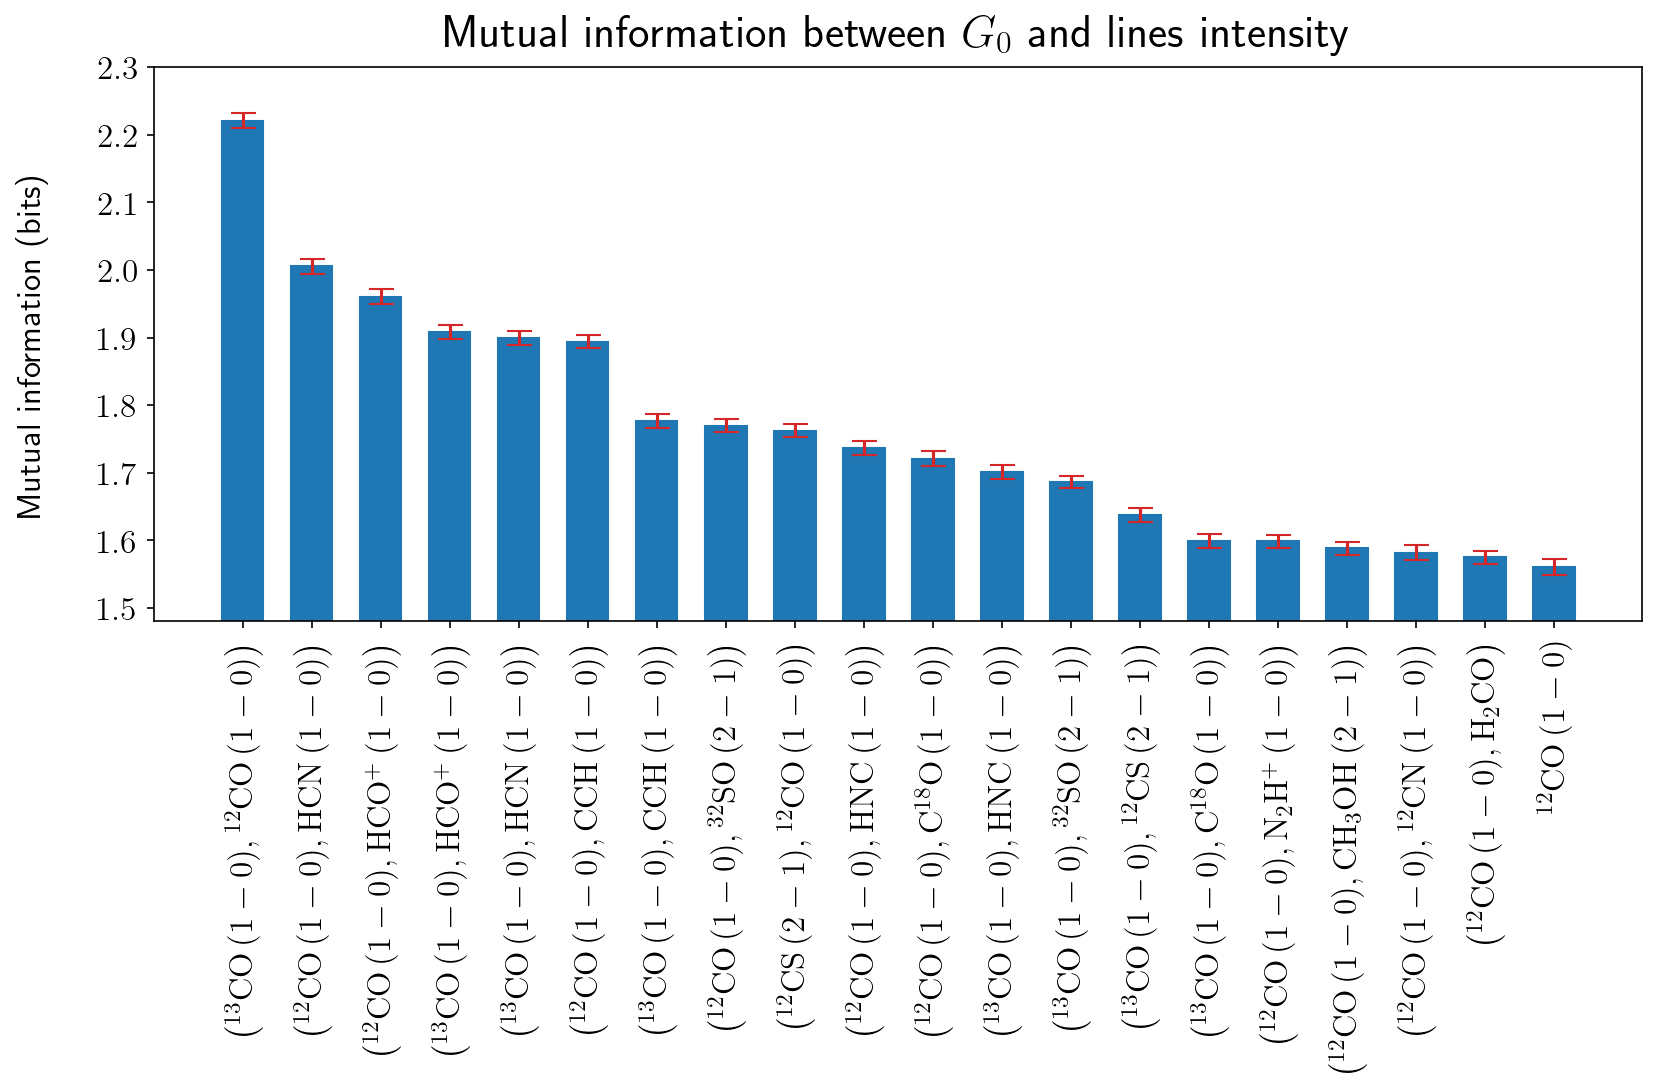 Mutual information between G₀ and lines intensity
Mutual information (bits)
2.3
2.2
2.1
2.0
1.9
1.8
1.7
1.6
1.5
(¹³CO (1 − 0), ¹²CO (1 − 0))
(¹²CO (1 − 0), HCN (1 − 0))
(¹²CO (1 − 0), HCO⁺ (1 − 0))
(¹³CO (1 − 0), HCO⁺ (1 − 0))
(¹³CO (1 − 0), HCN (1 − 0))
(¹²CO (1 − 0), CCH (1 − 0))
(¹³CO (1 − 0), CCH (1 − 0))
(¹²CO (1 − 0), ³²SO (2 − 1))
(¹²CS (2 − 1), ¹²CO (1 − 0))
(¹²CO (1 − 0), HNC (1 − 0))
(¹²CO (1 − 0), C¹⁸O (1 − 0))
(¹³CO (1 − 0), HNC (1 − 0))
(¹³CO (1 − 0), ³²SO (2 − 1))
(¹³CO (1 − 0), ¹²CS (2 − 1))
(¹³CO (1 − 0), C¹⁸O (1 − 0))
(¹²CO (1 − 0), N₂H⁺ (1 − 0))
(¹²CO (1 − 0), CH₃OH (2 − 1))
(¹²CO (1 − 0), ¹²CN (1 − 0))
(¹²CO (1 − 0), H₂CO)
¹²CO (1 − 0)